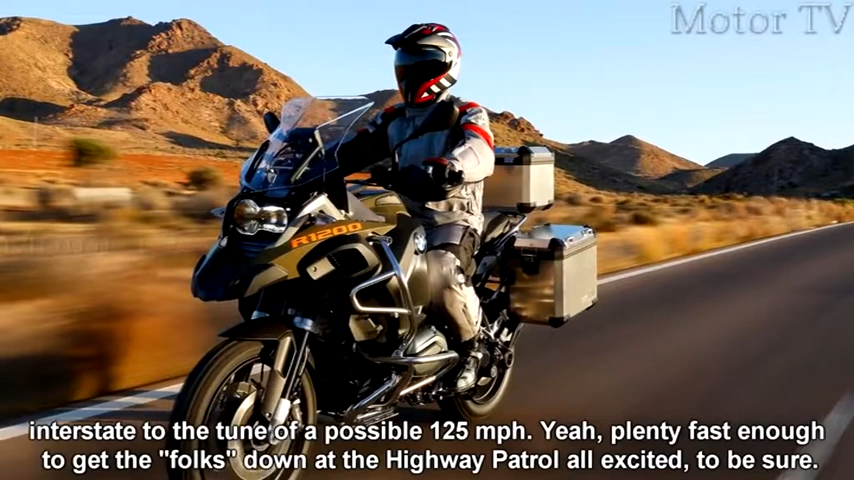 Motor TV
R1200
interstate to the tune of a possible 125 mph. Yeah, plenty fast enough
to get the "folks" down at the Highway Patrol all excited, to be sure.